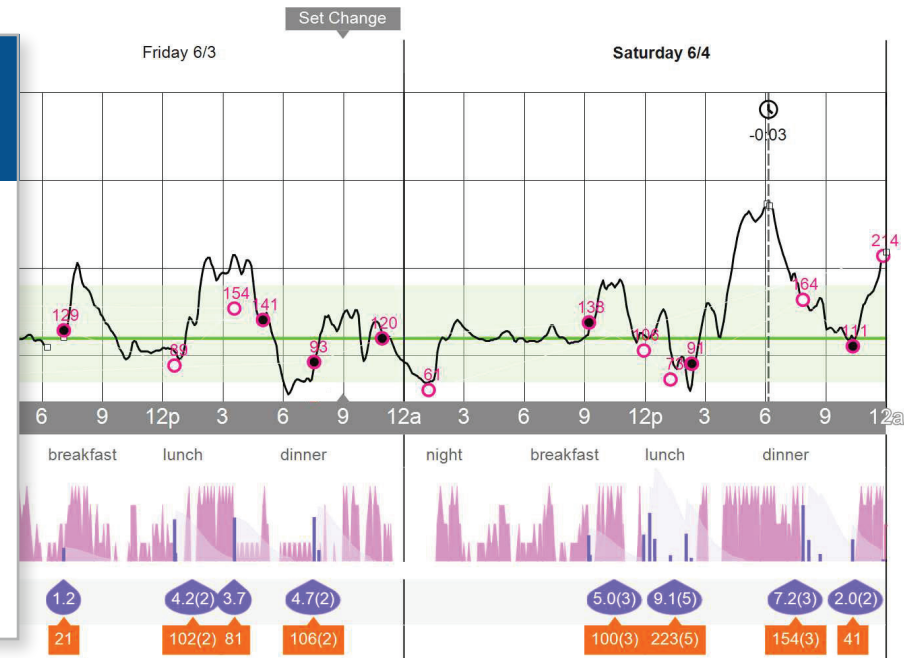 Set Change
Friday 6/3
Saturday 6/4
-0:03
129
89
154
141
93
120
61
138
106
73
91
164
111
214
6 9 12p 3 6 9 12a 3 6 9 12p 3 6 9 12a
breakfast lunch dinner night breakfast lunch dinner
1.2 4.2(2) 3.7 4.7(2) 5.0(3) 9.1(5) 7.2(3) 2.0(2)
21 102(2) 81 106(2) 100(3) 223(5) 154(3) 41